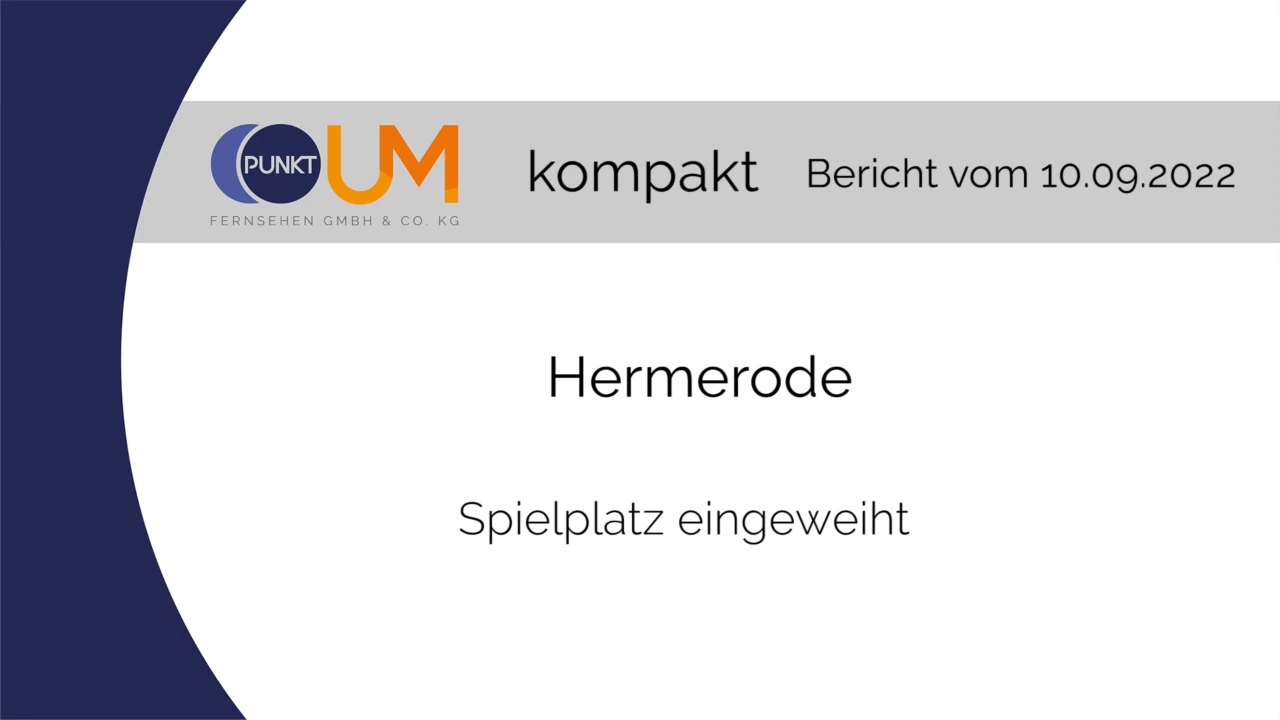 PUNKT UM
FERNSEHEN GMBH & CO. KG
kompakt
Bericht vom 10.09.2022
Hermerode
Spielplatz eingeweiht